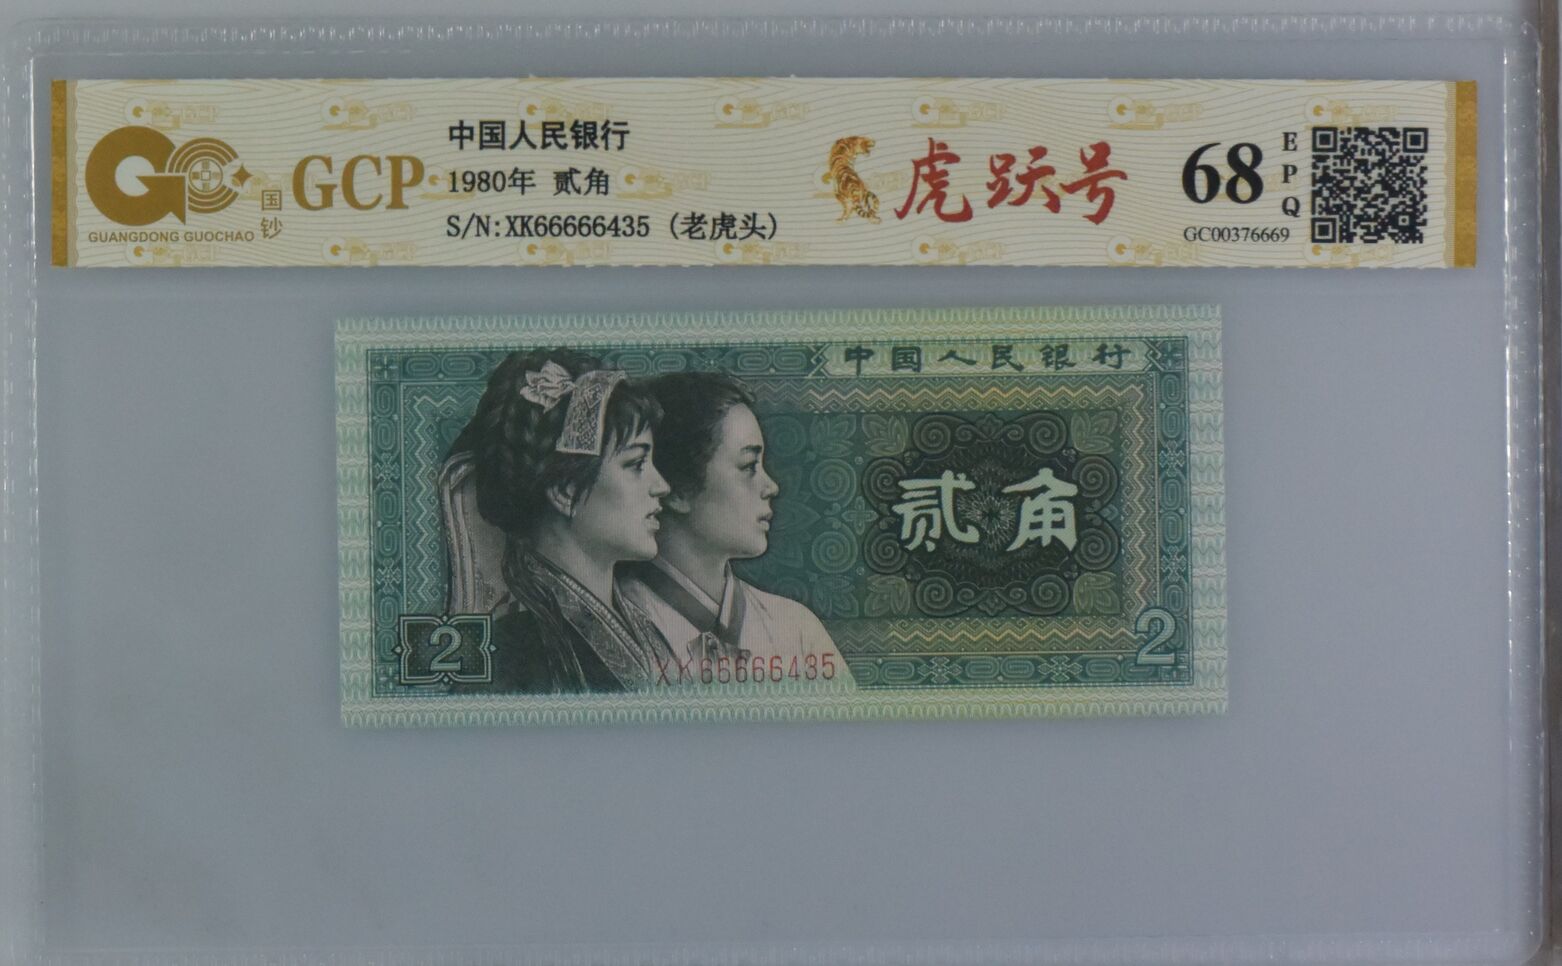 GUANGDONG GUOCHAO
国钞
GCP
中国人民银行
1980年 贰角
S/N:XK66666435 (老虎头)
虎跃号
68
EPQ
GC00376669
中国人民银行
贰角
2
2
XK66666435